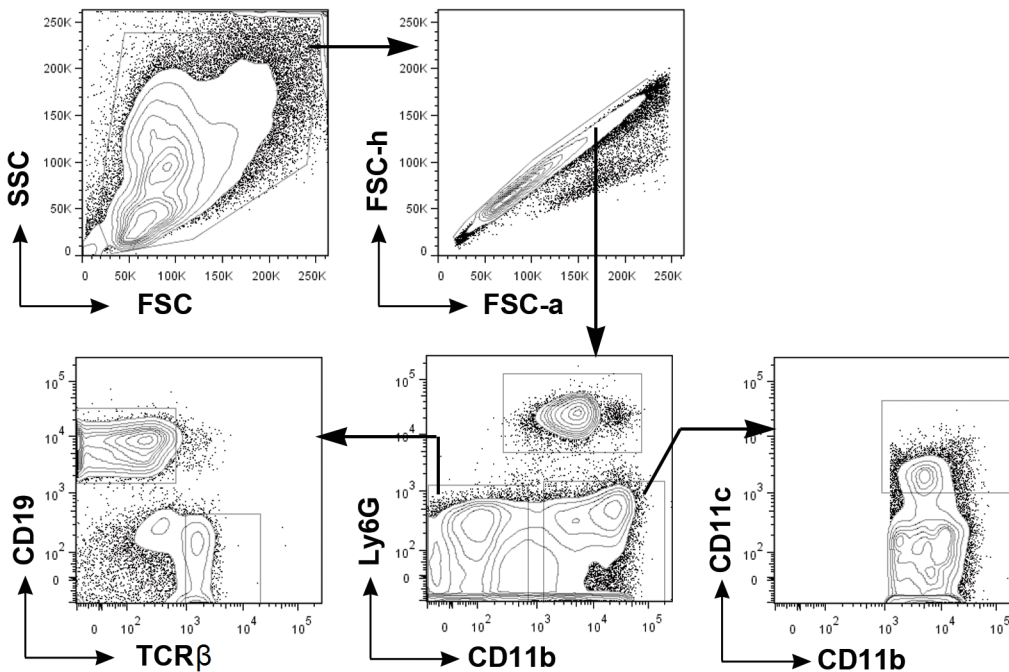 250K
200K
150K
100K
50K
0
SSC
0 50K 100K 150K 200K 250K
FSC
250K
200K
150K
100K
50K
0
FSC-h
0 50K 100K 150K 200K 250K
FSC-a
10^5
10^4
10^3
10^2
0
CD19
0 10^2 10^3 10^4 10^5
TCRβ
10^5
10^4
10^3
10^2
0
Ly6G
0 10^2 10^3 10^4 10^5
CD11b
10^5
10^4
10^3
10^2
0
CD11c
0 10^2 10^3 10^4 10^5
CD11b